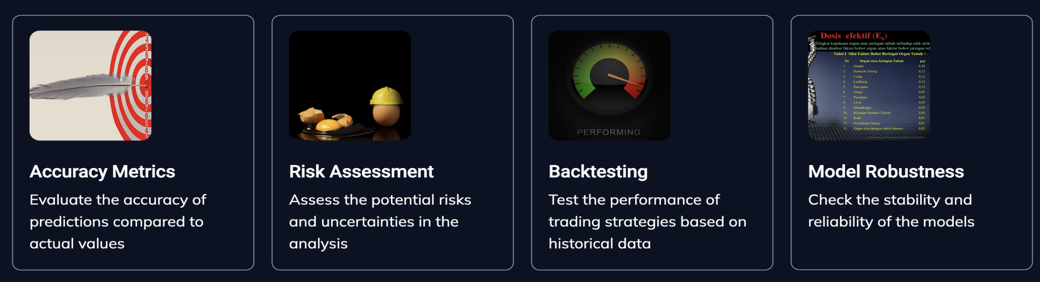 PERFORMING
Dosis efektif (E
Accuracy Metrics
Evaluate the accuracy of
predictions compared to
actual values
Risk Assessment
Assess the potential risks
and uncertainties in the
analysis
Backtesting
Test the performance of
trading strategies based on
historical data
Model Robustness
Check the stability and
reliability of the models